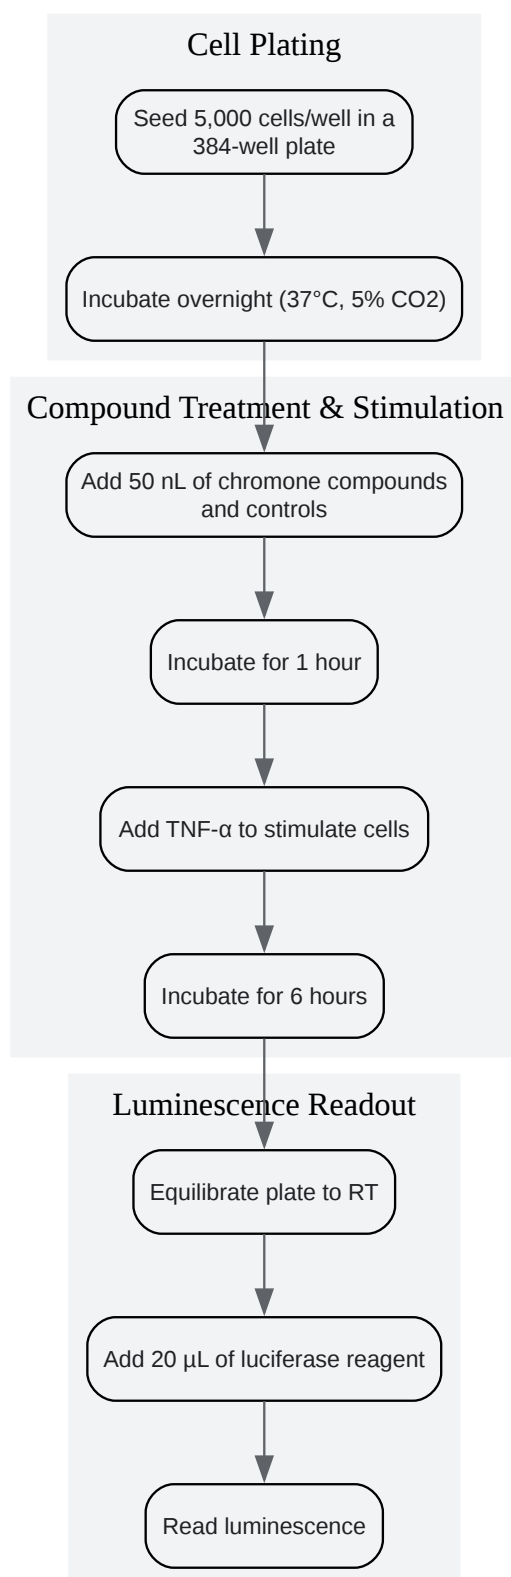 Cell Plating
Seed 5,000 cells/well in a
384-well plate
Incubate overnight (37°C, 5% CO2)
Compound Treatment & Stimulation
Add 50 nL of chromone compounds
and controls
Incubate for 1 hour
Add TNF-α to stimulate cells
Incubate for 6 hours
Luminescence Readout
Equilibrate plate to RT
Add 20 µL of luciferase reagent
Read luminescence